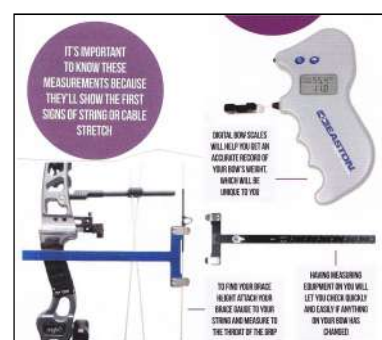 IT'S IMPORTANT
TO KNOW THESE
MEASUREMENTS BECAUSE
THEY'LL SHOW THE FIRST
SIGNS OF STRING OR CABLE
STRETCH
EASTON
DIGITAL BOW SCALES
WILL HELP YOU GET AN
ACCURATE RECORD OF
YOUR BOW'S WEIGHT,
WHICH WILL BE
UNIQUE TO YOU
TO FIND YOUR BRACE
HEIGHT ATTACH YOUR
BRACE GAUGE TO YOUR
STRING AND MEASURE TO
THE THROAT OF THE GRIP
HAVING MEASURING
EQUIPMENT ON YOU WILL
LET YOU CHECK QUICKLY
AND EASILY IF ANYTHING
ON YOUR BOW HAS
CHANGED